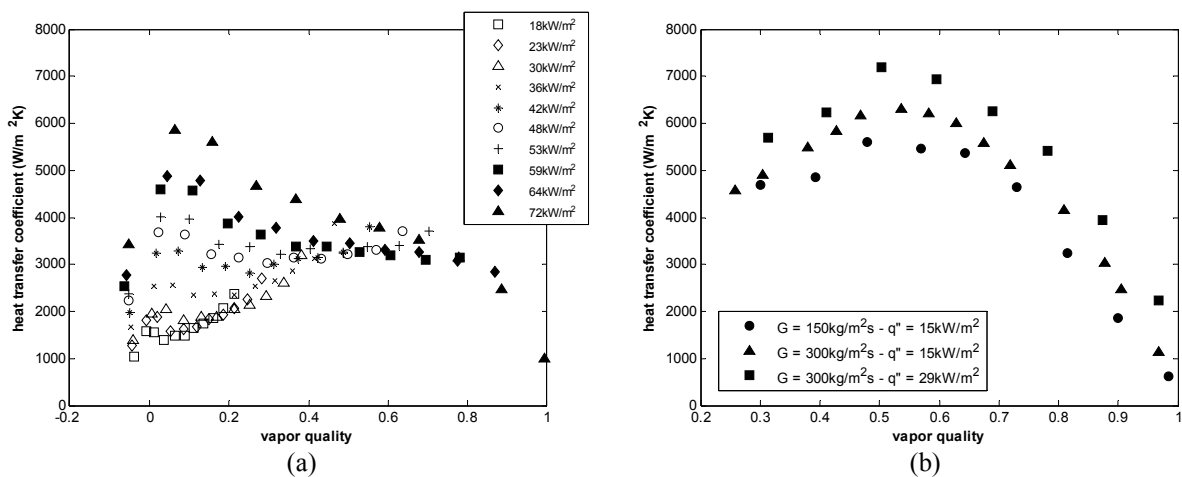 8000
7000
6000
5000
4000
3000
2000
1000
0
-0.2
0
0.2
0.4
0.6
0.8
1
heat transfer coefficient (W/m ²K)
vapor quality
18kW/m²
23kW/m²
30kW/m²
36kW/m²
42kW/m²
48kW/m²
53kW/m²
59kW/m²
64kW/m²
72kW/m²
(a)
8000
7000
6000
5000
4000
3000
2000
1000
0
0.2
0.3
0.4
0.5
0.6
0.7
0.8
0.9
1
heat transfer coefficient (W/m ²K)
vapor quality
G = 150kg/m²s - q" = 15kW/m²
G = 300kg/m²s - q" = 15kW/m²
G = 300kg/m²s - q" = 29kW/m²
(b)